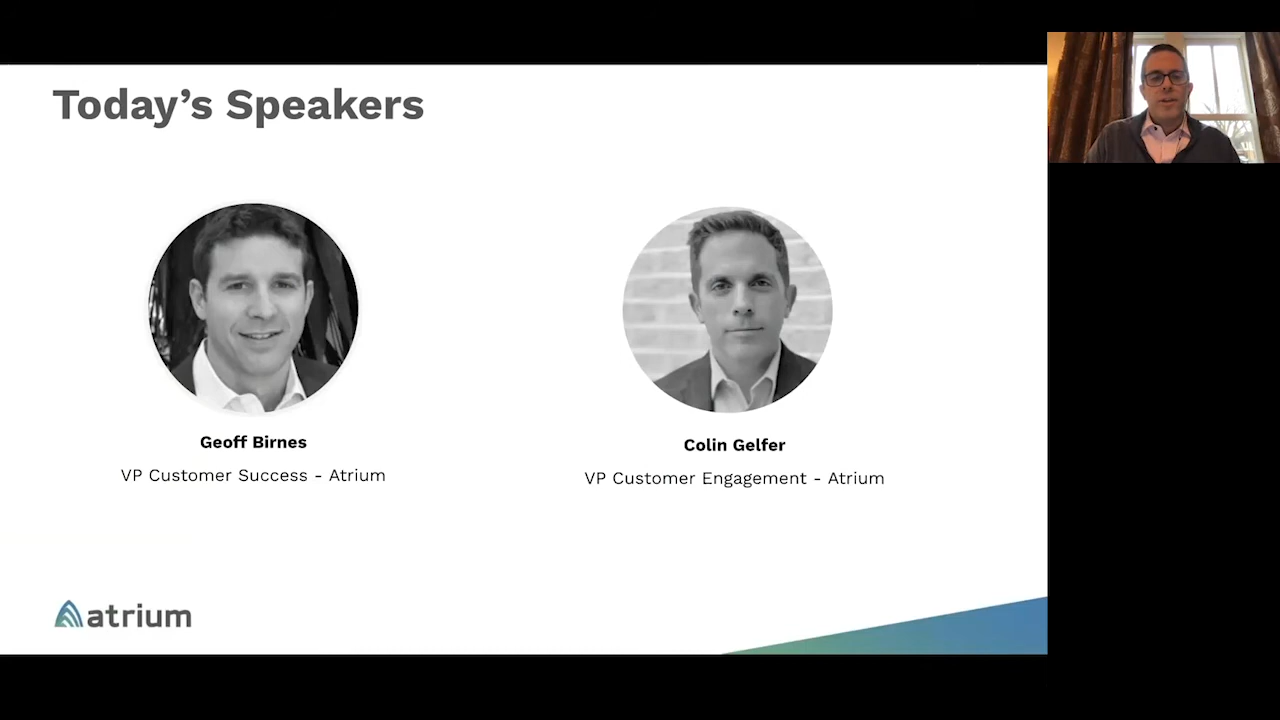 Today's Speakers
Geoff Birnes
VP Customer Success - Atrium
Colin Gelfer
VP Customer Engagement - Atrium
atrium